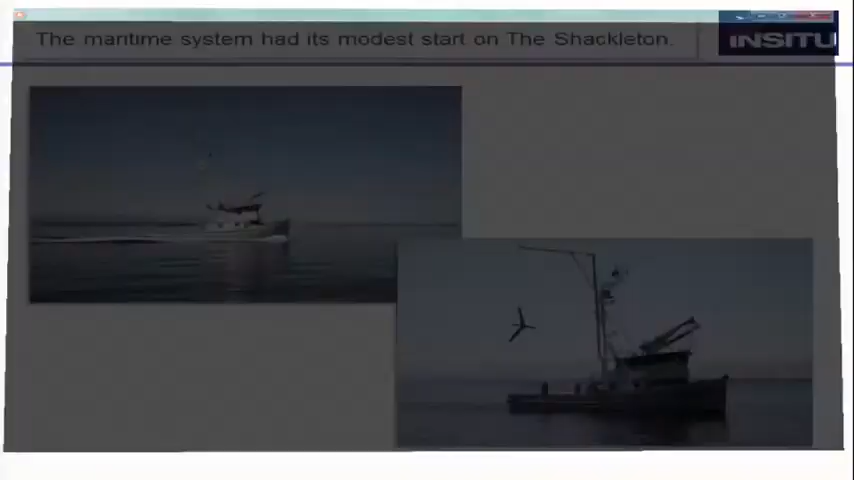 The maritime system had its modest start on The Shackleton.
INSITU